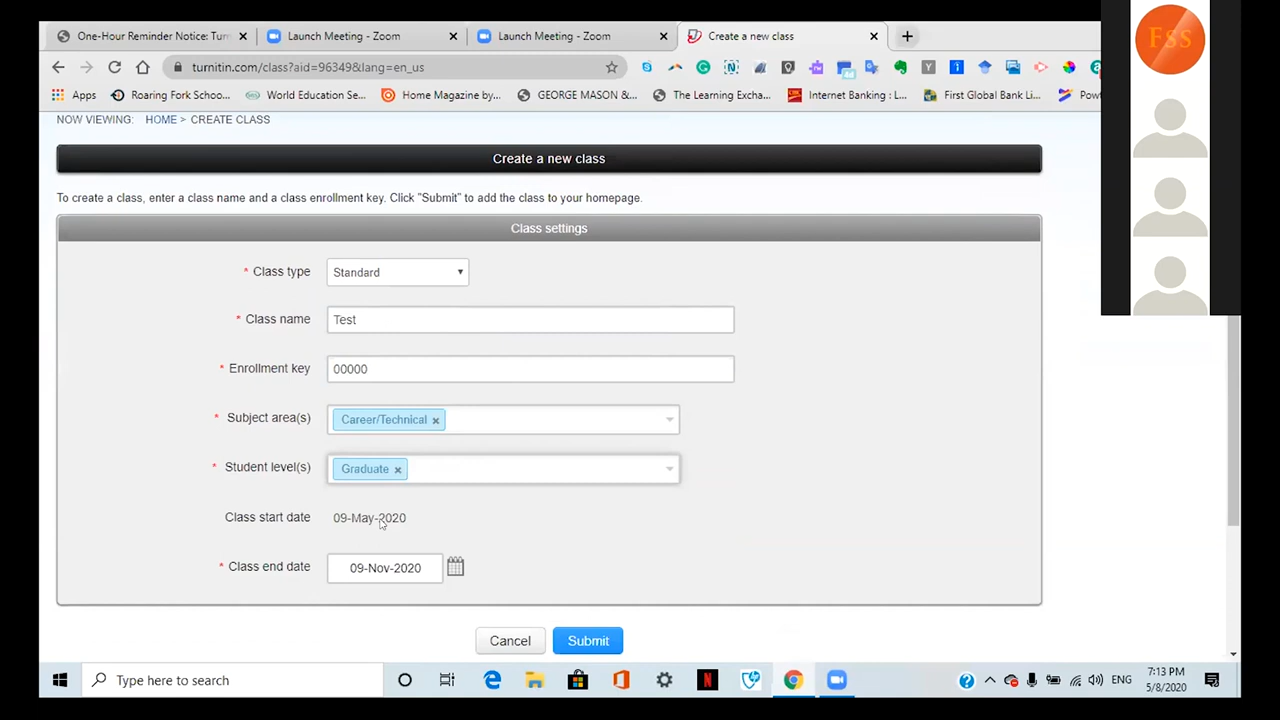 One-Hour Reminder Notice: Turn
Launch Meeting - Zoom
Launch Meeting - Zoom
Create a new class
turnitin.com/class?aid=96349&lang=en_us
Apps
Roaring Fork Schoo...
World Education Se...
Home Magazine by...
GEORGE MASON &...
The Learning Excha...
Internet Banking : L...
First Global Bank Li...
Powt
FSS
NOW VIEWING: HOME > CREATE CLASS
Create a new class
To create a class, enter a class name and a class enrollment key. Click "Submit" to add the class to your homepage.
Class settings
* Class type Standard
* Class name Test
* Enrollment key 00000
* Subject area(s) Career/Technical ×
* Student level(s) Graduate ×
Class start date 09-May-2020
* Class end date 09-Nov-2020
Cancel Submit
Type here to search
ENG
7:13 PM
5/8/2020